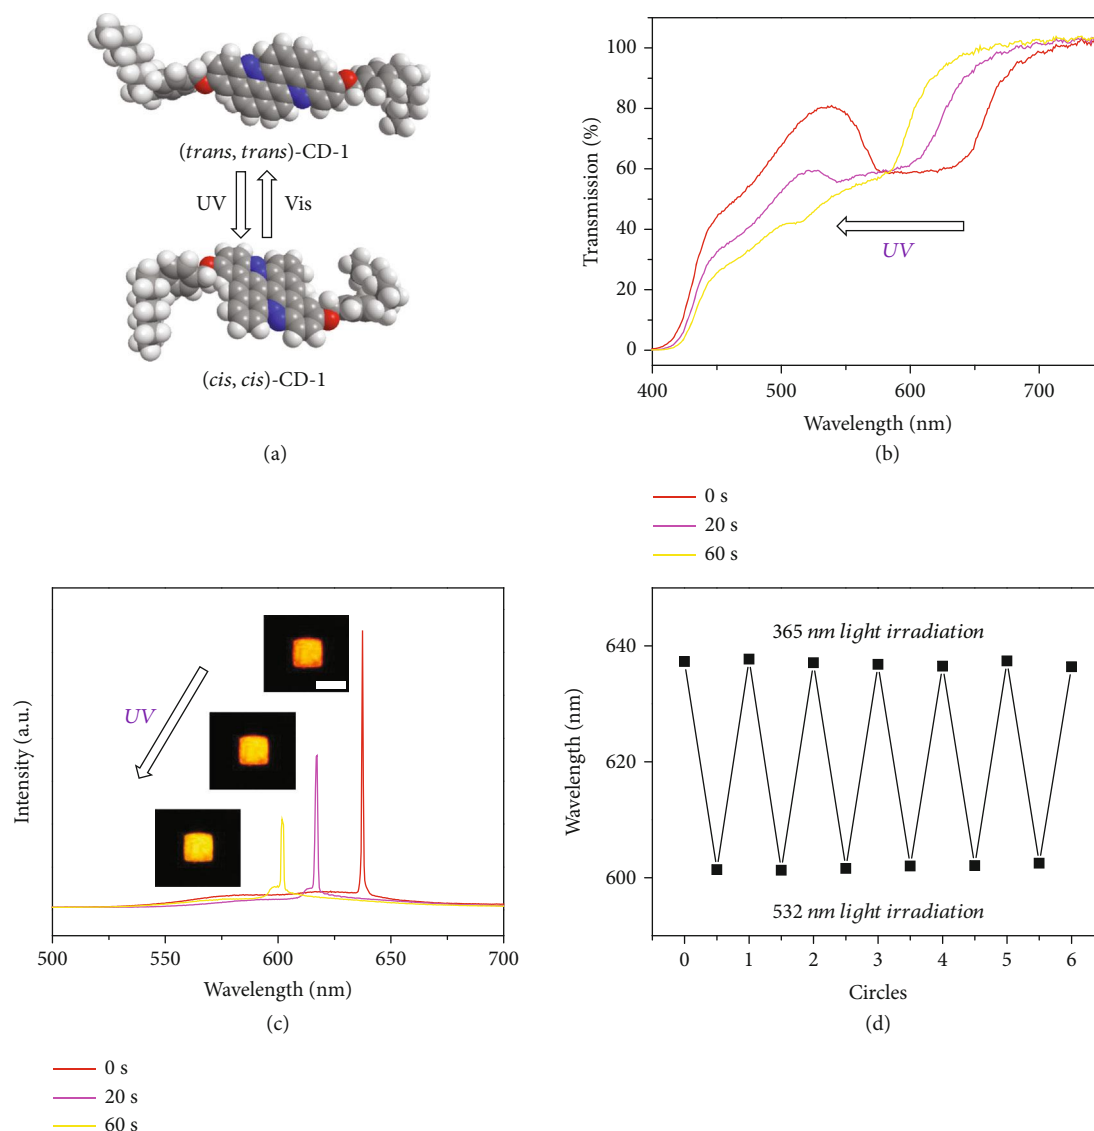 (trans, trans)-CD-1
UV
Vis
(cis, cis)-CD-1
(a)
Transmission (%)
100
80
60
40
20
0
UV
400
500
600
700
Wavelength (nm)
(b)
0 s
20 s
60 s
Intensity (a.u.)
UV
500
550
600
650
700
Wavelength (nm)
(c)
0 s
20 s
60 s
Wavelength (nm)
640
620
600
365 nm light irradiation
532 nm light irradiation
0
1
2
3
4
5
6
Circles
(d)